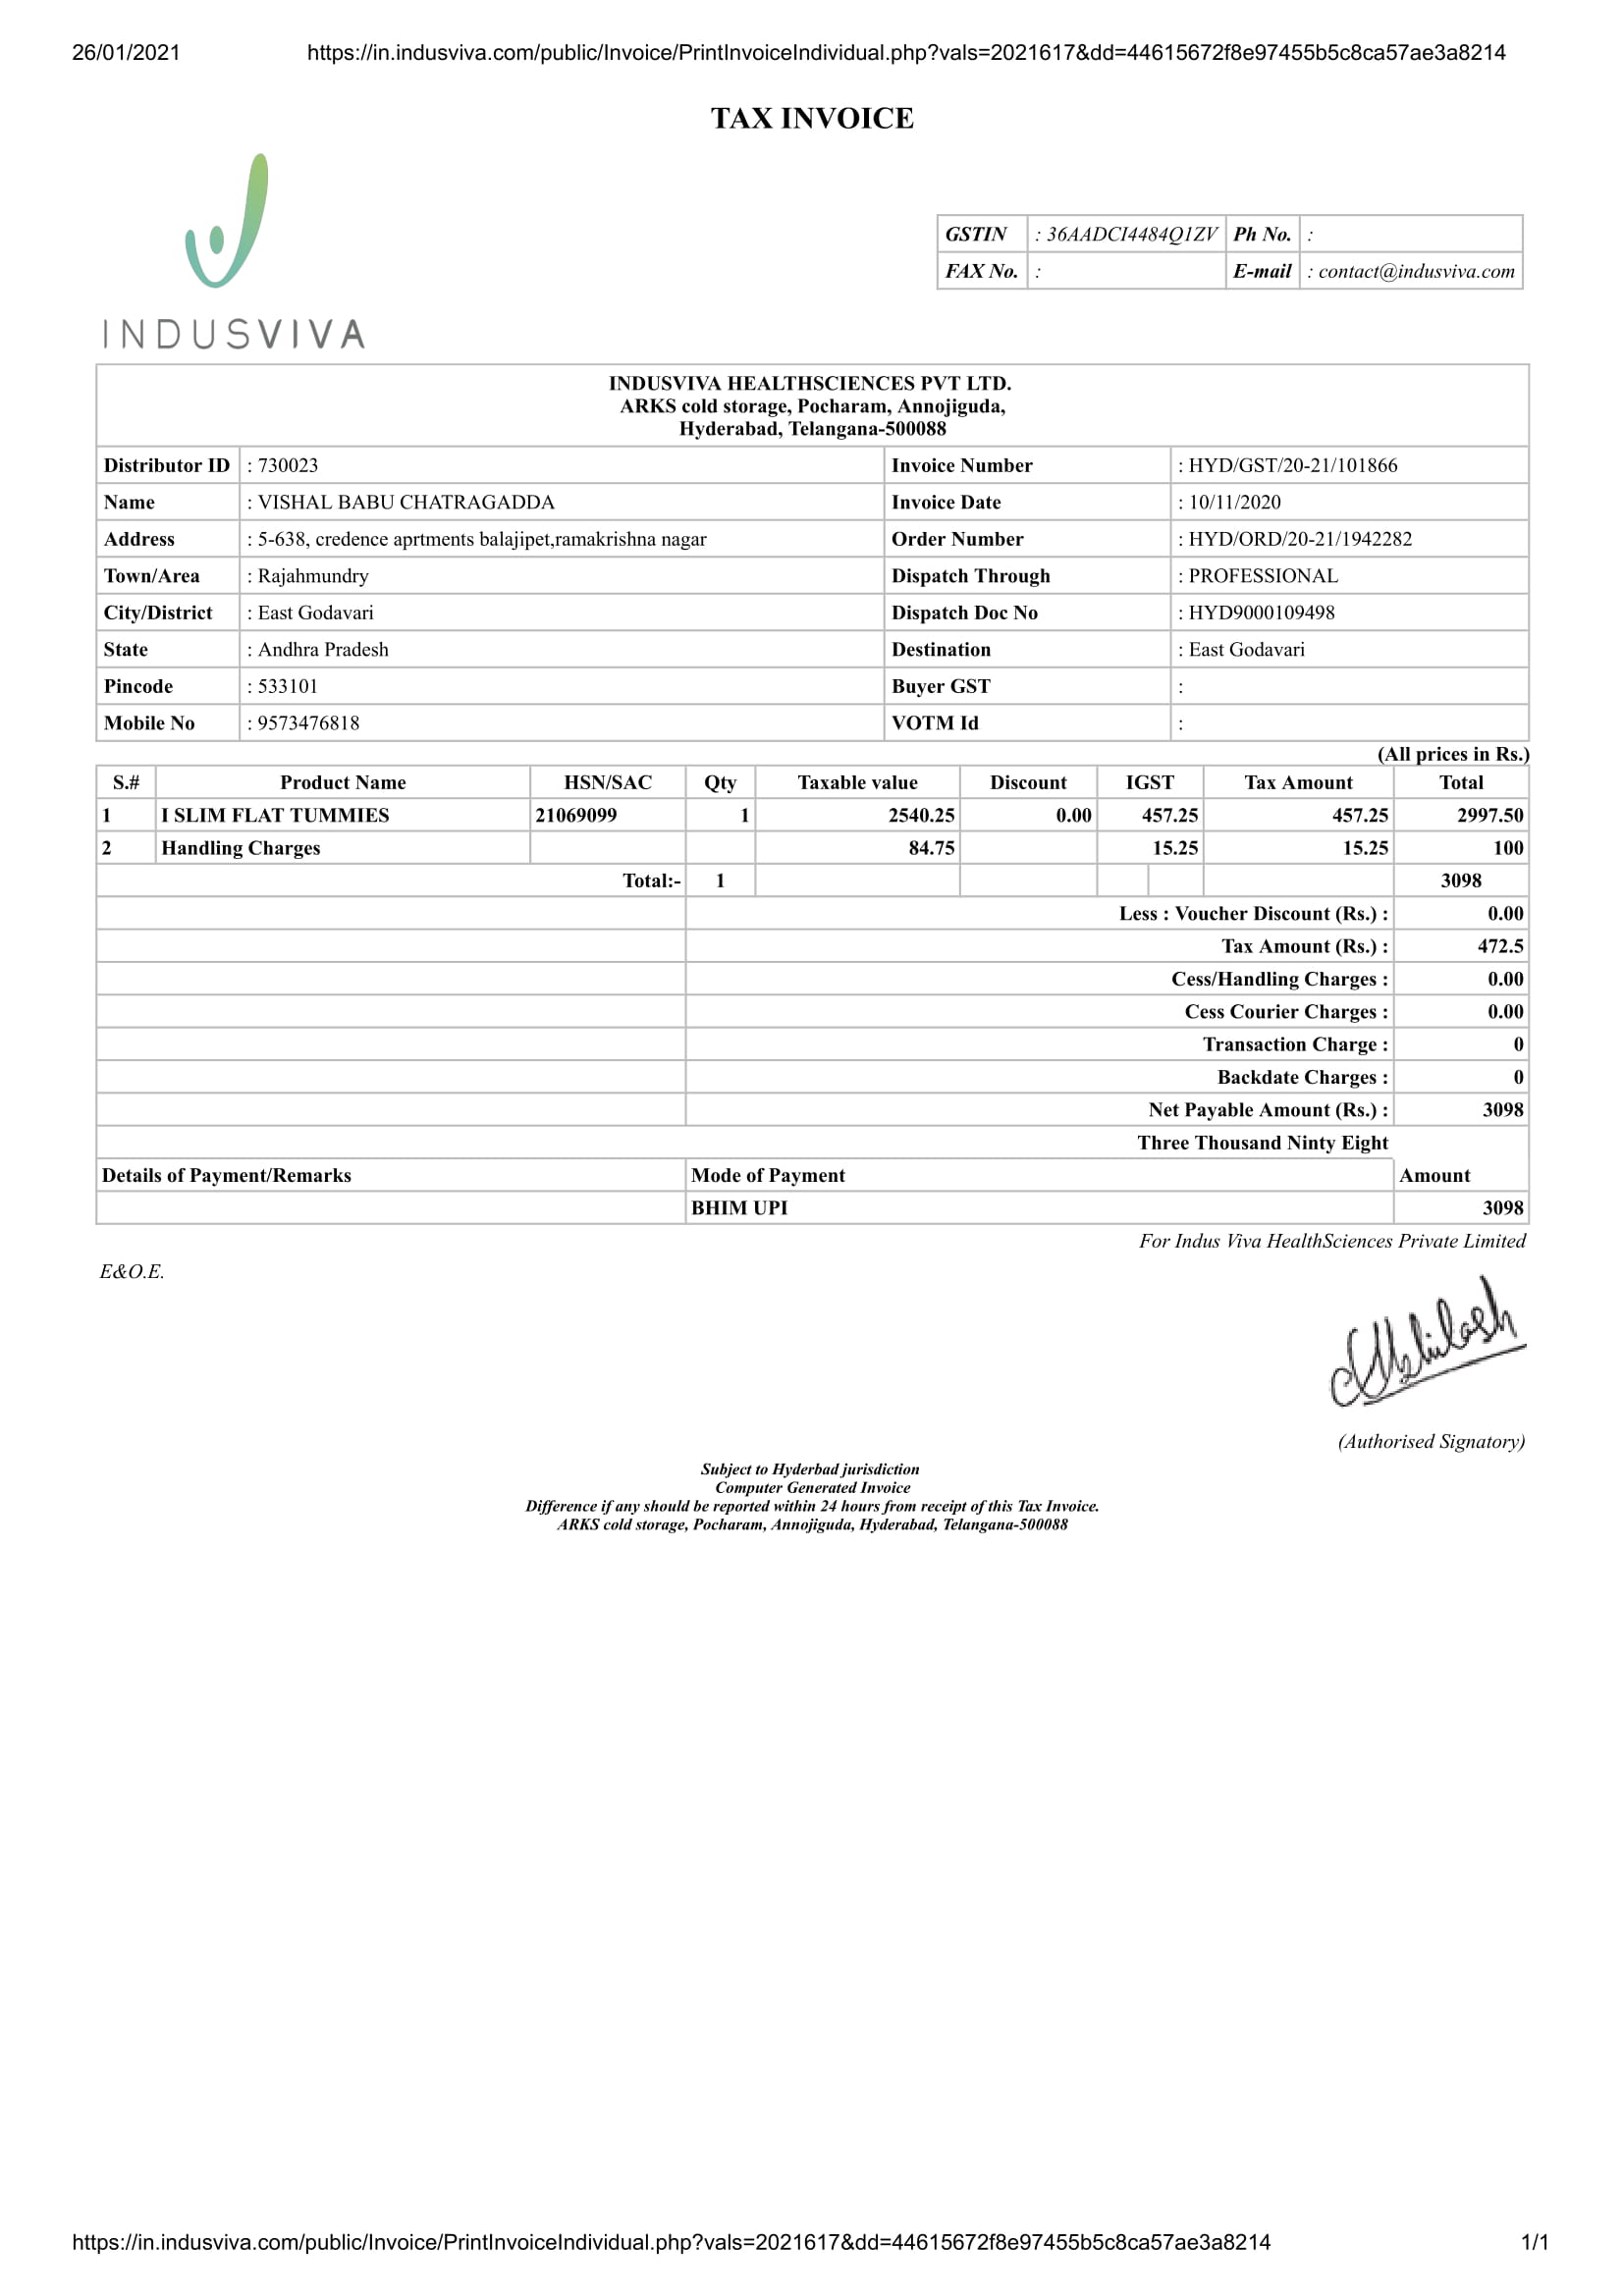 26/01/2021 https://in.indusviva.com/public/Invoice/PrintInvoiceIndividual.php?vals=2021617&dd=44615672f8e97455b5c8ca57ae3a8214
TAX INVOICE
GSTIN : 36AADCI4484Q1ZV Ph No. :
FAX No. : E-mail : contact@indusviva.com
INDUSVIVA
INDUSVIVA HEALTHSCIENCES PVT LTD.
ARKS cold storage, Pocharam, Annojiguda,
Hyderabad, Telangana-500088
Distributor ID : 730023 Invoice Number : HYD/GST/20-21/101866
Name : VISHAL BABU CHATRAGADDA Invoice Date : 10/11/2020
Address : 5-638, credence aprtments balajipet,ramakrishna nagar Order Number : HYD/ORD/20-21/1942282
Town/Area : Rajahmundry Dispatch Through : PROFESSIONAL
City/District : East Godavari Dispatch Doc No : HYD9000109498
State : Andhra Pradesh Destination : East Godavari
Pincode : 533101 Buyer GST :
Mobile No : 9573476818 VOTM Id :
(All prices in Rs.)
S.# Product Name HSN/SAC Qty Taxable value Discount IGST Tax Amount Total
1 I SLIM FLAT TUMMIES 21069099 1 2540.25 0.00 457.25 457.25 2997.50
2 Handling Charges 84.75 15.25 15.25 100
Total:- 1 3098
Less : Voucher Discount (Rs.) : 0.00
Tax Amount (Rs.) : 472.5
Cess/Handling Charges : 0.00
Cess Courier Charges : 0.00
Transaction Charge : 0
Backdate Charges : 0
Net Payable Amount (Rs.) : 3098
Three Thousand Ninty Eight
Details of Payment/Remarks Mode of Payment Amount
BHIM UPI 3098
For Indus Viva HealthSciences Private Limited
E&O.E.
(Authorised Signatory)
Subject to Hyderbad jurisdiction
Computer Generated Invoice
Difference if any should be reported within 24 hours from receipt of this Tax Invoice.
ARKS cold storage, Pocharam, Annojiguda, Hyderabad, Telangana-500088
https://in.indusviva.com/public/Invoice/PrintInvoiceIndividual.php?vals=2021617&dd=44615672f8e97455b5c8ca57ae3a8214 1/1